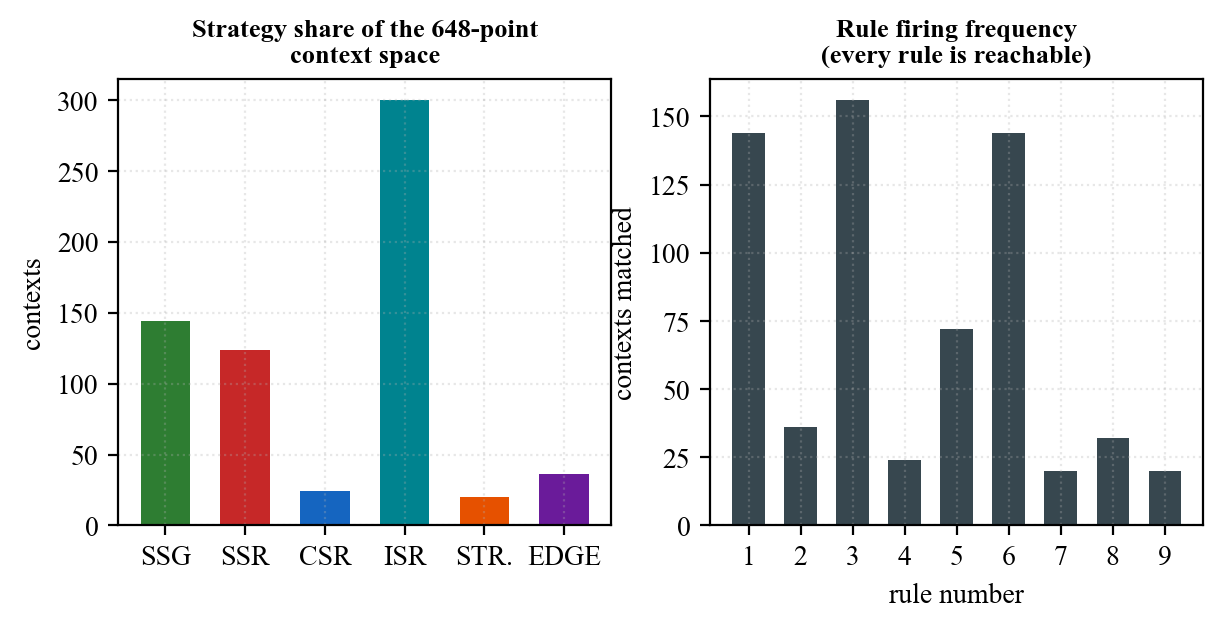 Strategy share of the 648-point
context space
300
250
200
150
100
50
0
contexts
SSG SSR CSR ISR STR. EDGE
Rule firing frequency
(every rule is reachable)
150
125
100
75
50
25
0
contexts matched
1 2 3 4 5 6 7 8 9
rule number